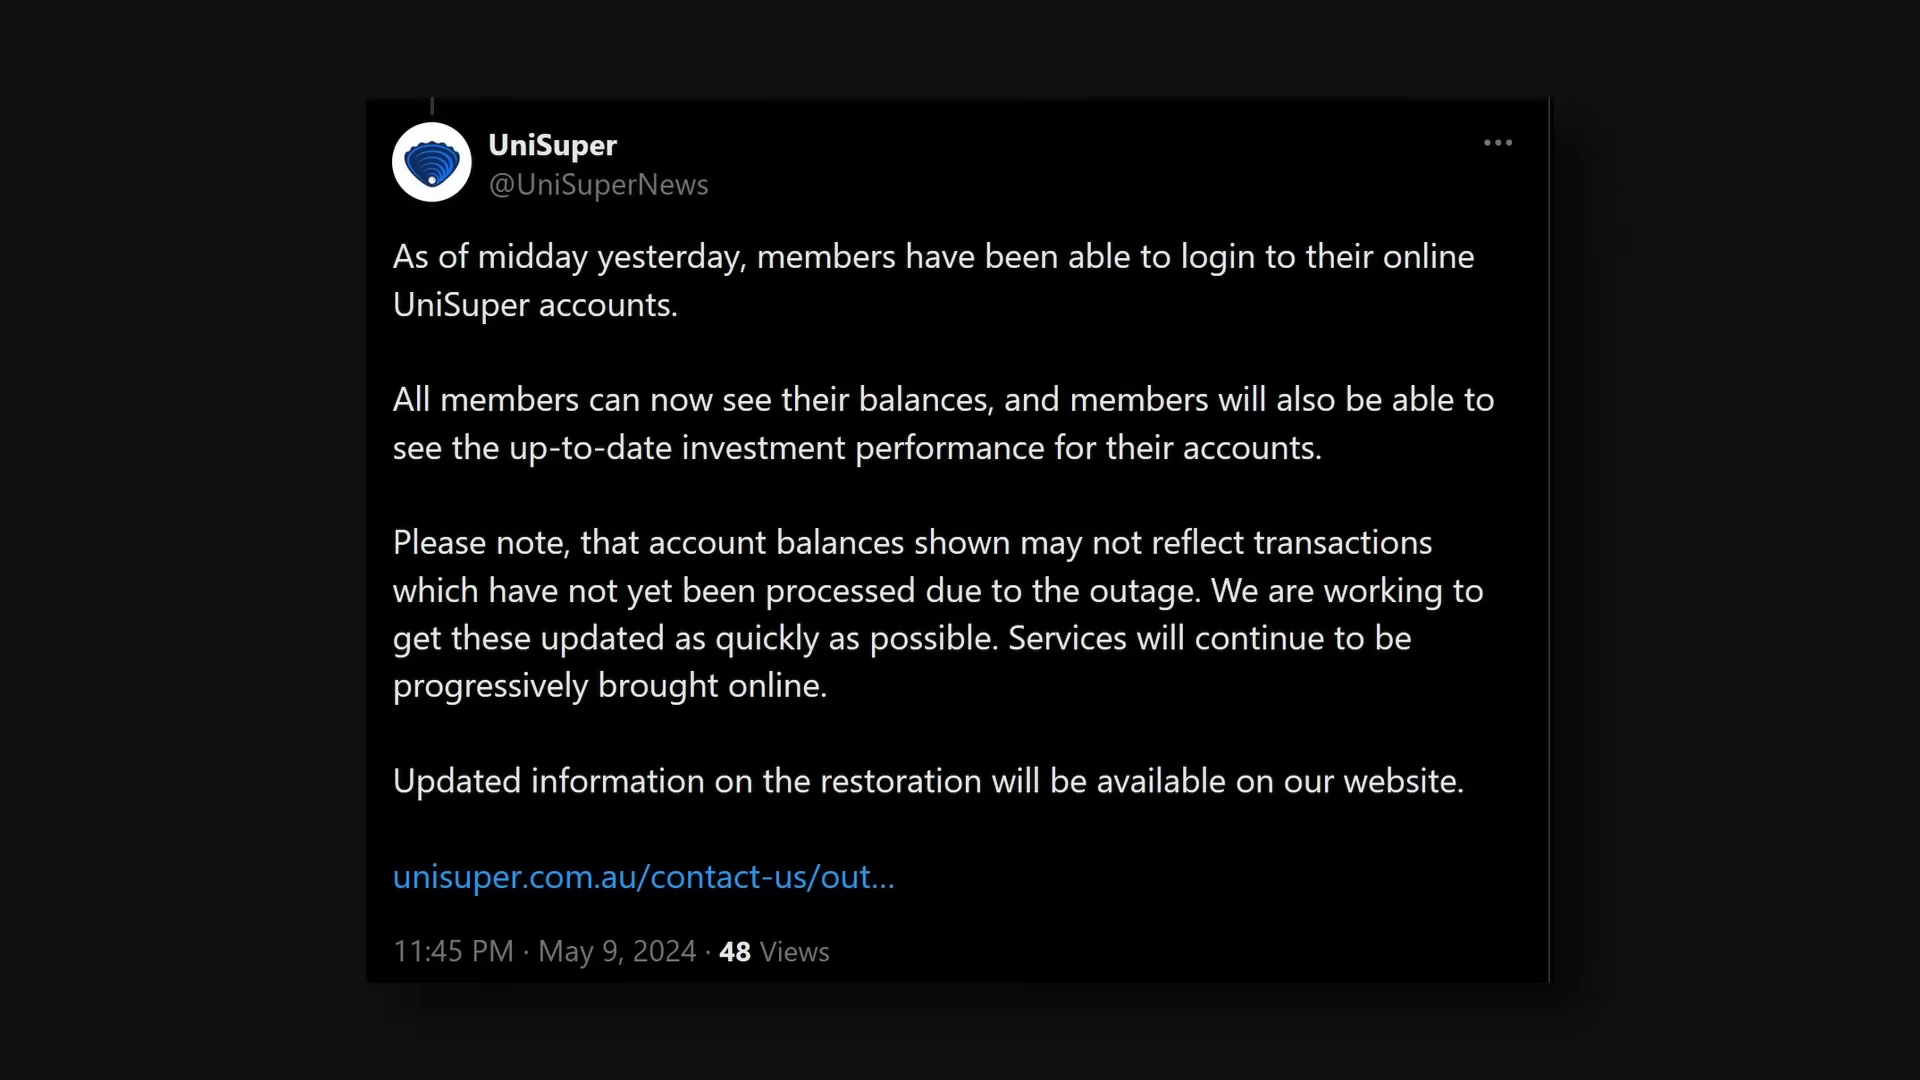 UniSuper
@UniSuperNews
As of midday yesterday, members have been able to login to their online
UniSuper accounts.
All members can now see their balances, and members will also be able to
see the up-to-date investment performance for their accounts.
Please note, that account balances shown may not reflect transactions
which have not yet been processed due to the outage. We are working to
get these updated as quickly as possible. Services will continue to be
progressively brought online.
Updated information on the restoration will be available on our website.
unisuper.com.au/contact-us/out...
11:45 PM · May 9, 2024 · 48 Views